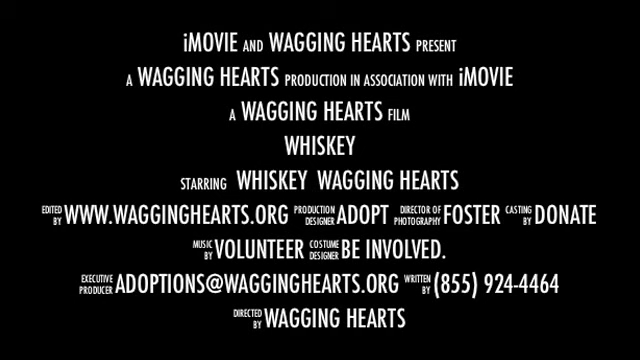 iMOVIE AND WAGGING HEARTS PRESENT
A WAGGING HEARTS PRODUCTION IN ASSOCIATION WITH iMOVIE
A WAGGING HEARTS FILM
WHISKEY
STARRING WHISKEY WAGGING HEARTS
EDITED BY WWW.WAGGINGHEARTS.ORG PRODUCTION DESIGNER ADOPT DIRECTOR OF PHOTOGRAPHY FOSTER CASTING BY DONATE
MUSIC BY VOLUNTEER COSTUME DESIGNER BE INVOLVED.
EXECUTIVE PRODUCER ADOPTIONS@WAGGINGHEARTS.ORG WRITTEN BY (855) 924-4464
DIRECTED BY WAGGING HEARTS